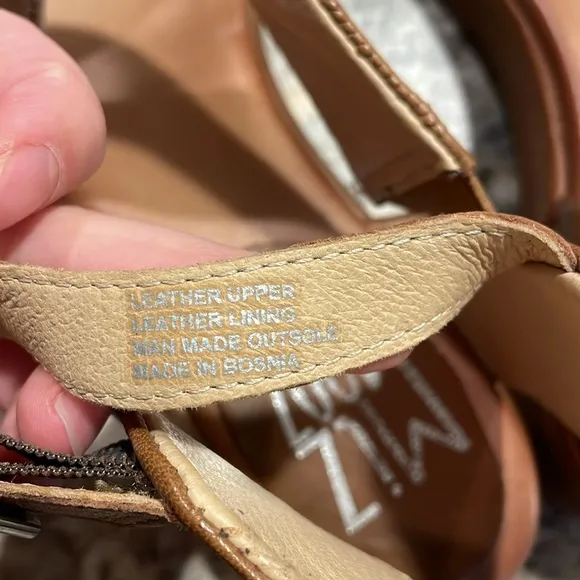 LEATHER UPPER
LEATHER LINING
MAN MADE OUTSOLE
MADE IN BOSNIA